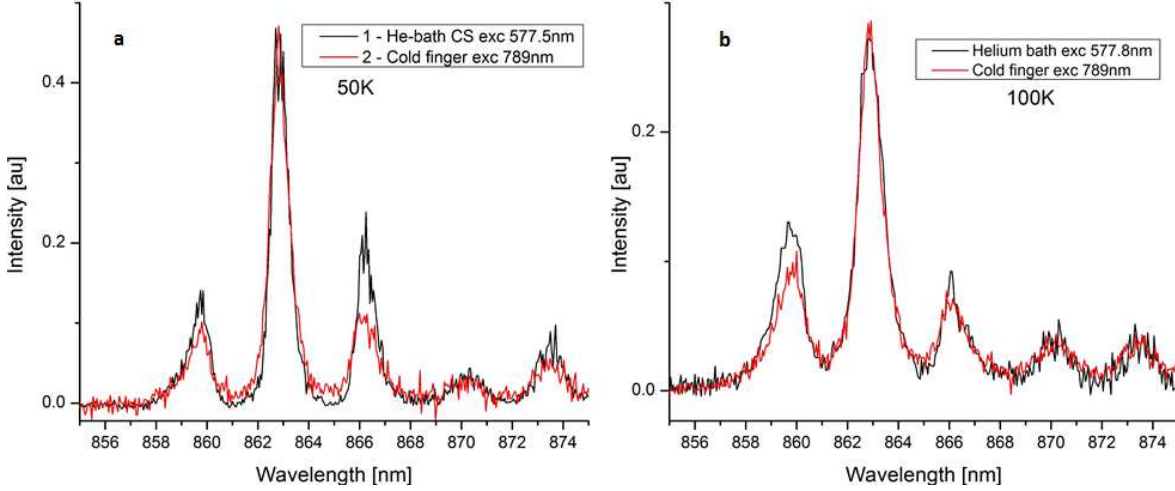 a
1 - He-bath CS exc 577.5nm
2 - Cold finger exc 789nm
50K
0.4
0.2
0.0
Intensity [au]
856 858 860 862 864 866 868 870 872 874
Wavelength [nm]
b
Helium bath exc 577.8nm
Cold finger exc 789nm
100K
0.2
0.0
Intensity [au]
856 858 860 862 864 866 868 870 872 874
Wavelength [nm]